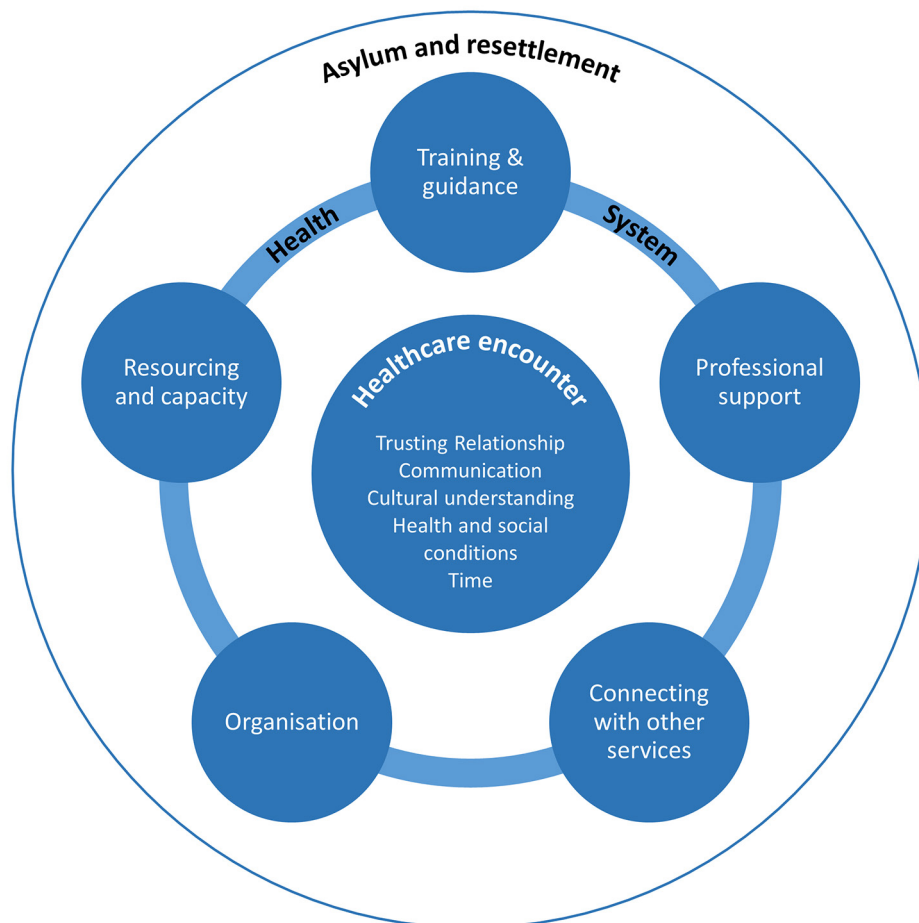 Asylum and resettlement
Training &
guidance
Health
System
Resourcing
and capacity
Professional
support
Healthcare encounter
Trusting Relationship
Communication
Cultural understanding
Health and social
conditions
Time
Organisation
Connecting
with other
services